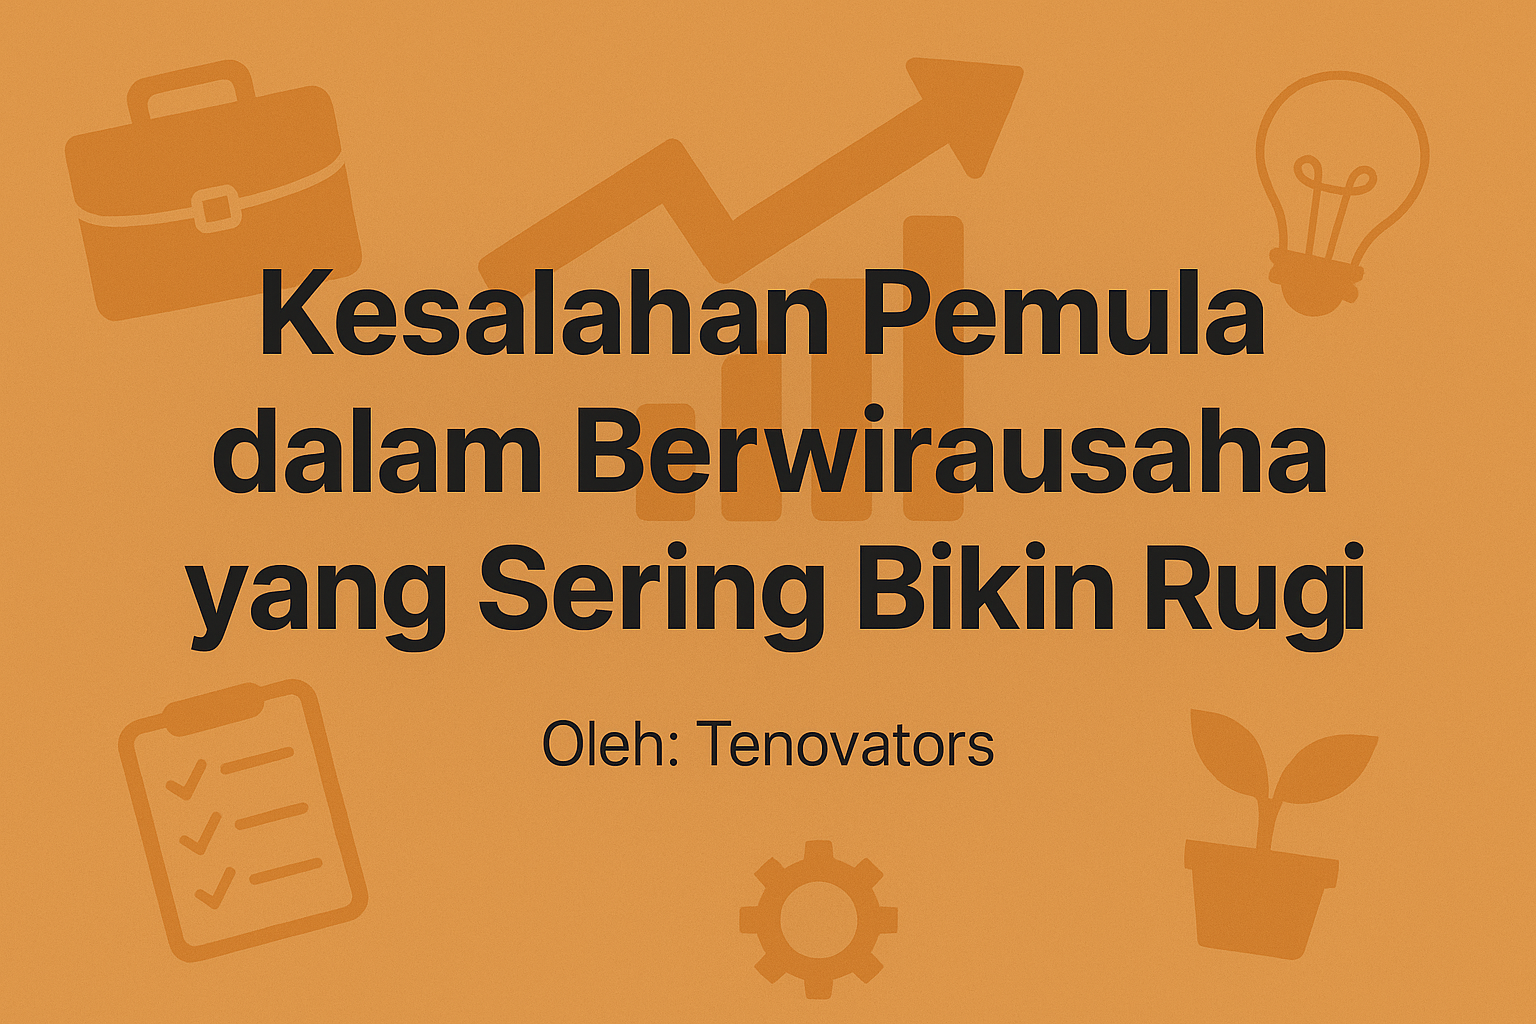 Kesalahan Pemula
dalam Berwirausaha
yang Sering Bikin Rugi
Oleh: Tenovators